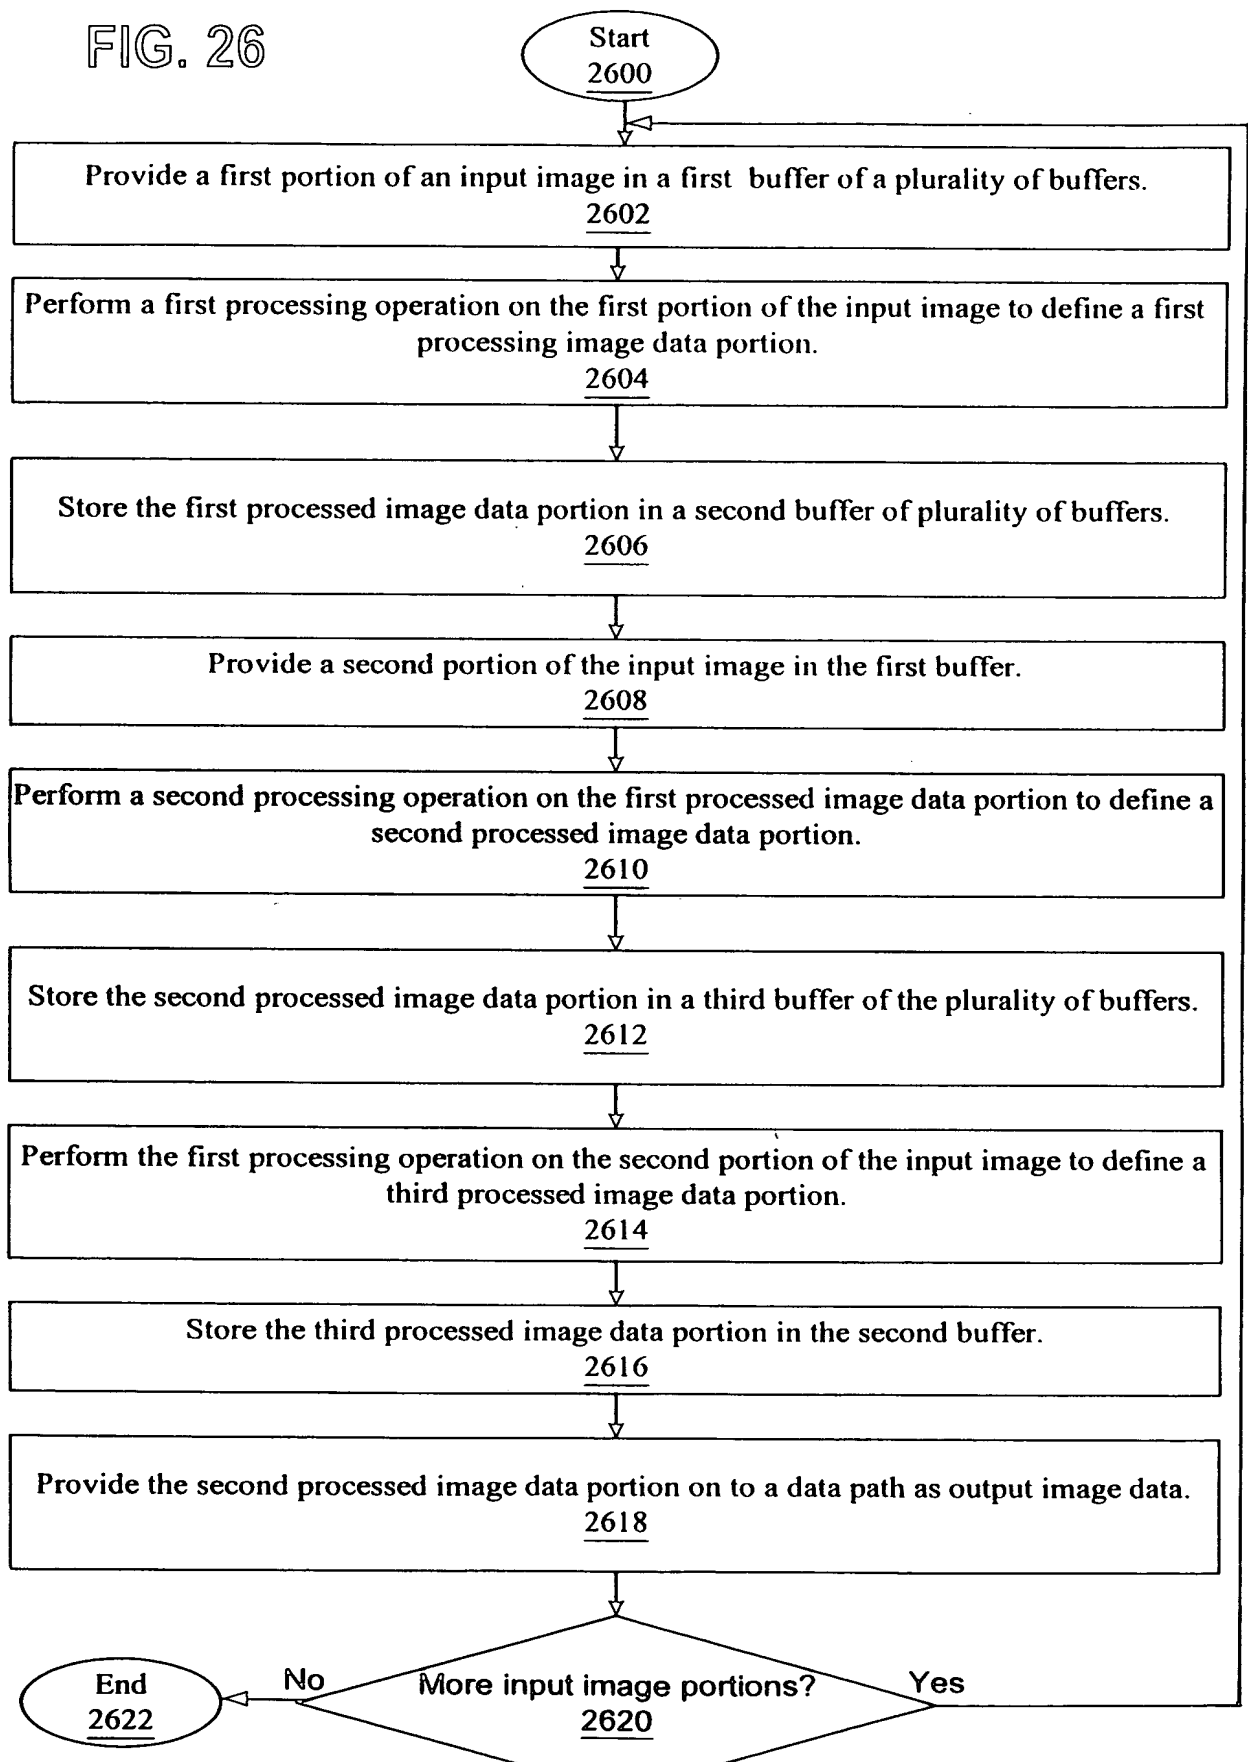 FIG. 26
Start
2600
Provide a first portion of an input image in a first buffer of a plurality of buffers.
2602
Perform a first processing operation on the first portion of the input image to define a first
processing image data portion.
2604
Store the first processed image data portion in a second buffer of plurality of buffers.
2606
Provide a second portion of the input image in the first buffer.
2608
Perform a second processing operation on the first processed image data portion to define a
second processed image data portion.
2610
Store the second processed image data portion in a third buffer of the plurality of buffers.
2612
Perform the first processing operation on the second portion of the input image to define a
third processed image data portion.
2614
Store the third processed image data portion in the second buffer.
2616
Provide the second processed image data portion on to a data path as output image data.
2618
More input image portions?
2620
No
Yes
End
2622